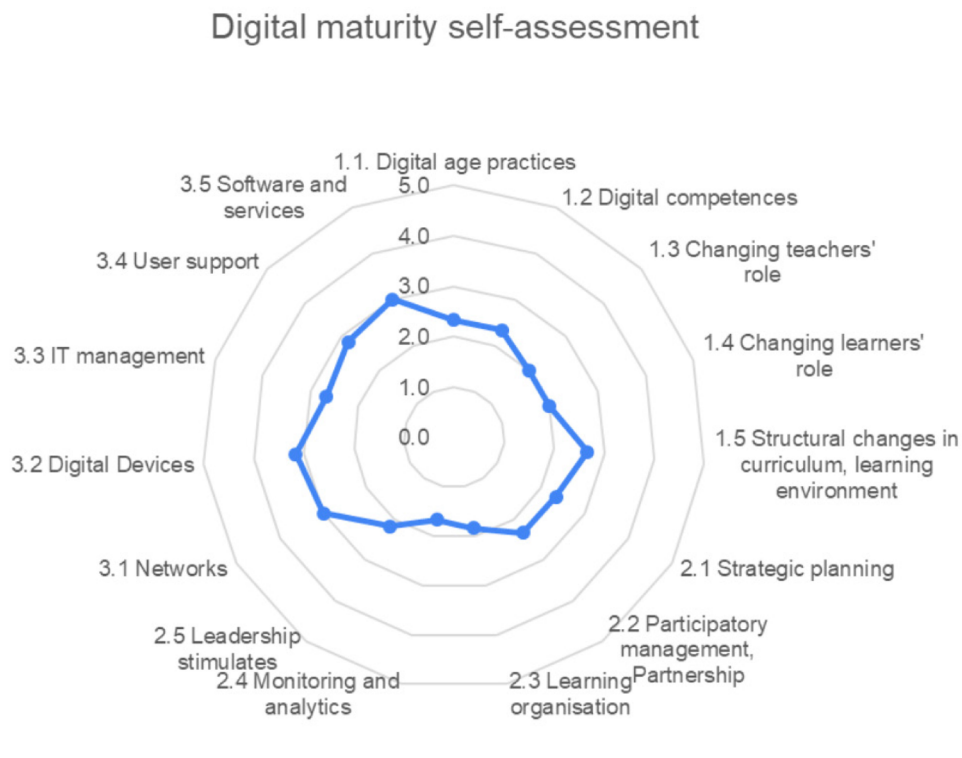 Digital maturity self-assessment
1.1. Digital age practices
5.0
4.0
3.0
2.0
1.0
0.0
1.2 Digital competences
1.3 Changing teachers'
role
1.4 Changing learners'
role
1.5 Structural changes in
curriculum, learning
environment
2.1 Strategic planning
2.2 Participatory
management,
Partnership
2.3 Learning
organisation
2.4 Monitoring and
analytics
2.5 Leadership
stimulates
3.1 Networks
3.2 Digital Devices
3.3 IT management
3.4 User support
3.5 Software and
services